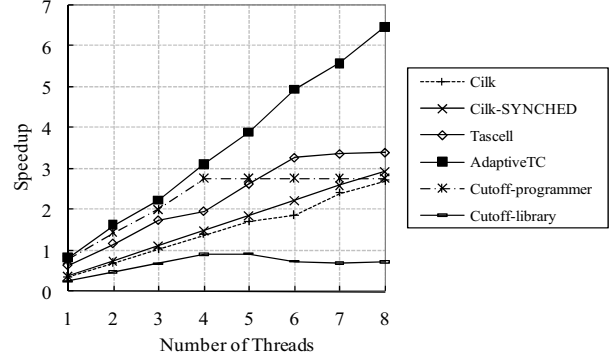 7
6
5
4
3
2
1
0
Speedup
1 2 3 4 5 6 7 8
Number of Threads
Cilk
Cilk-SYNCHED
Tascell
AdaptiveTC
Cutoff-programmer
Cutoff-library